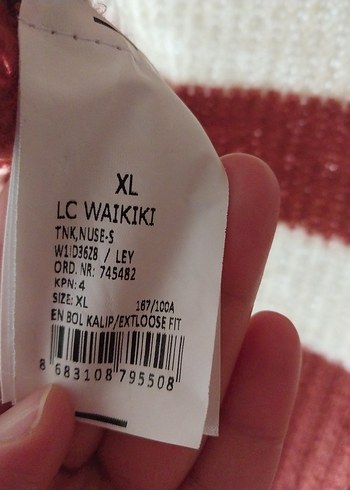 XL
LC WAIKIKI
TNK,NUSE-S
W1ID36Z8 / LEY
ORD. NR: 745482
KPN: 4
SIZE: XL 167/100A
EN BOL KALIP/EXTLOOSE FIT
8 683108 795508